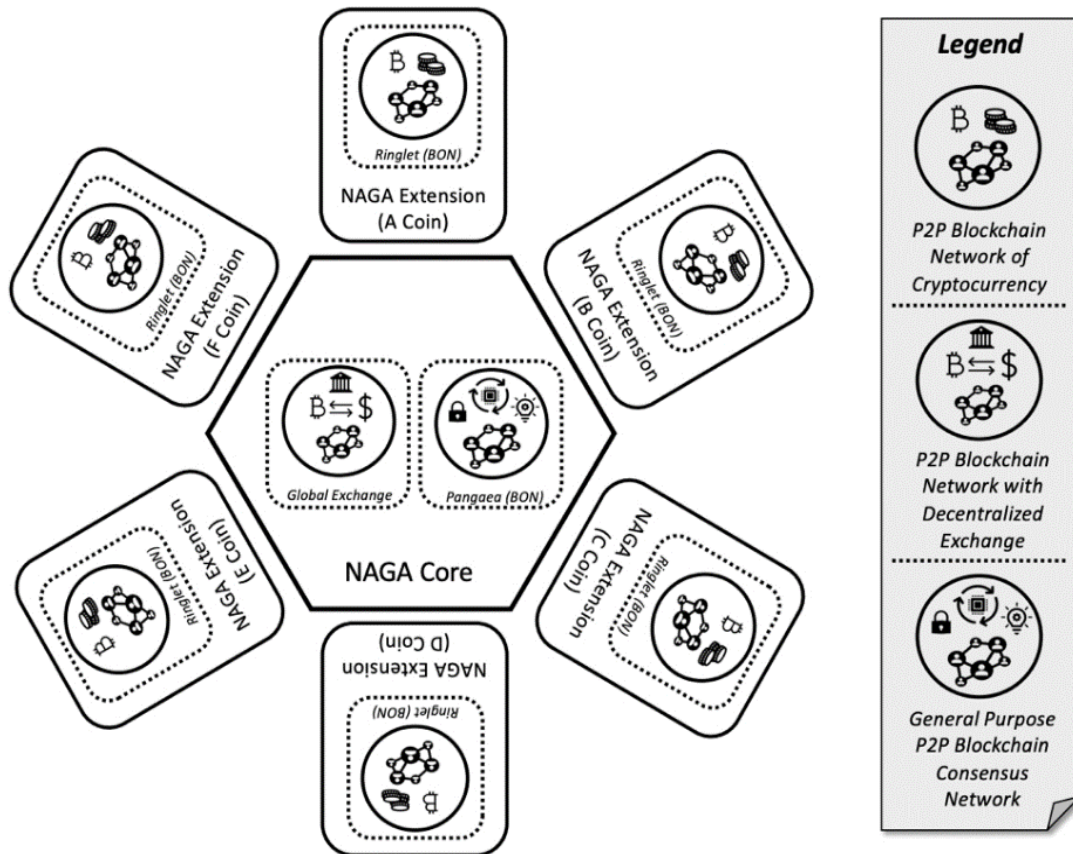 Ringlet (BON)
NAGA Extension
(A Coin)
Ringlet (BON)
NAGA Extension
(B Coin)
Ringlet (BON)
NAGA Extension
(C Coin)
Ringlet (BON)
NAGA Extension
(D Coin)
Ringlet (BON)
NAGA Extension
(E Coin)
Ringlet (BON)
NAGA Extension
(F Coin)
Global Exchange
Pangaea (BON)
NAGA Core
Legend
P2P Blockchain
Network of
Cryptocurrency
P2P Blockchain
Network with
Decentralized
Exchange
General Purpose
P2P Blockchain
Consensus
Network